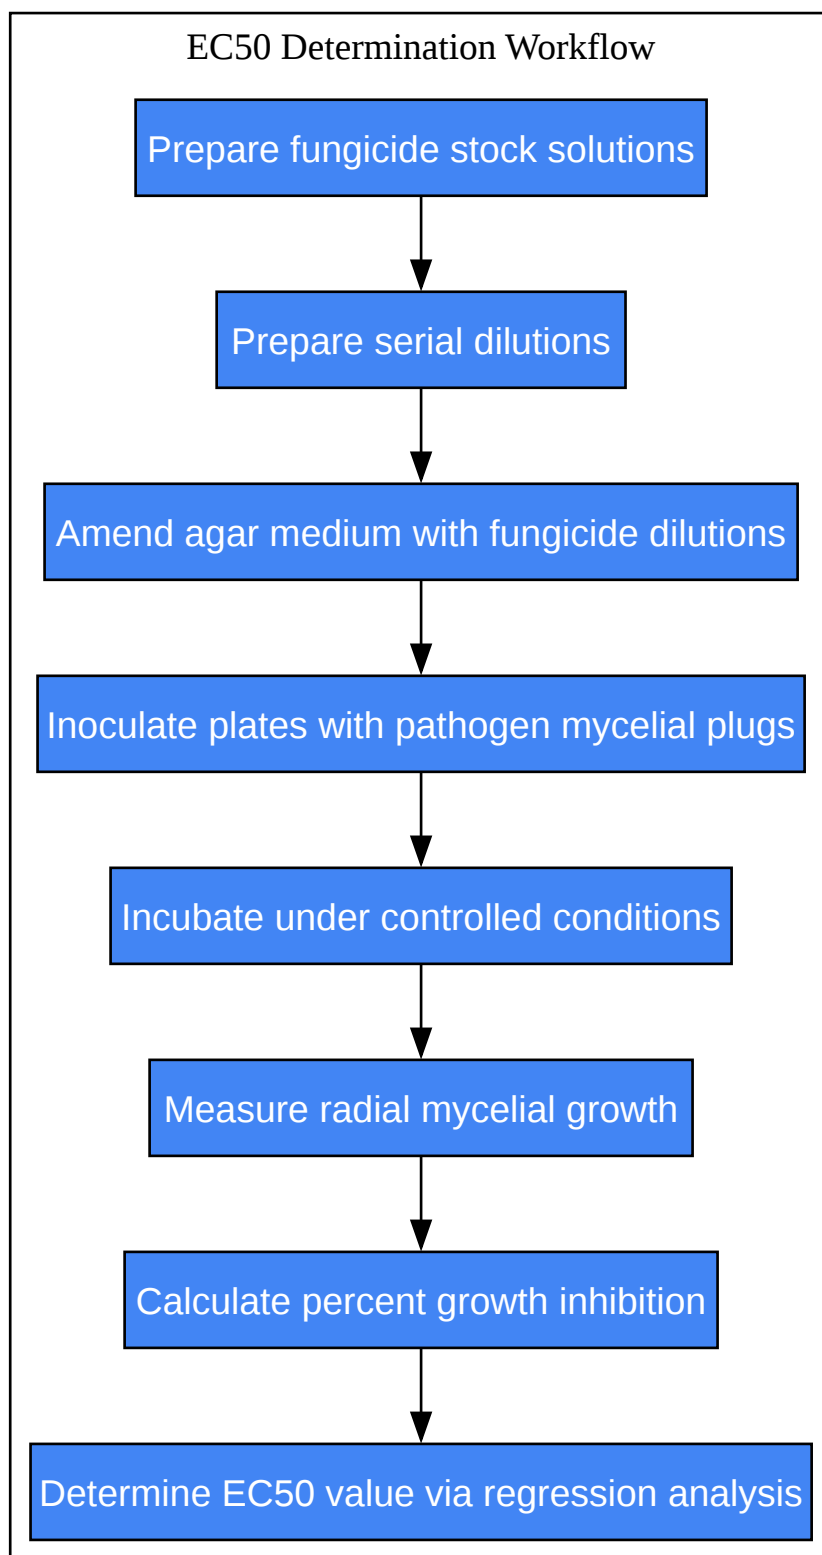 EC50 Determination Workflow
Prepare fungicide stock solutions
Prepare serial dilutions
Amend agar medium with fungicide dilutions
Inoculate plates with pathogen mycelial plugs
Incubate under controlled conditions
Measure radial mycelial growth
Calculate percent growth inhibition
Determine EC50 value via regression analysis